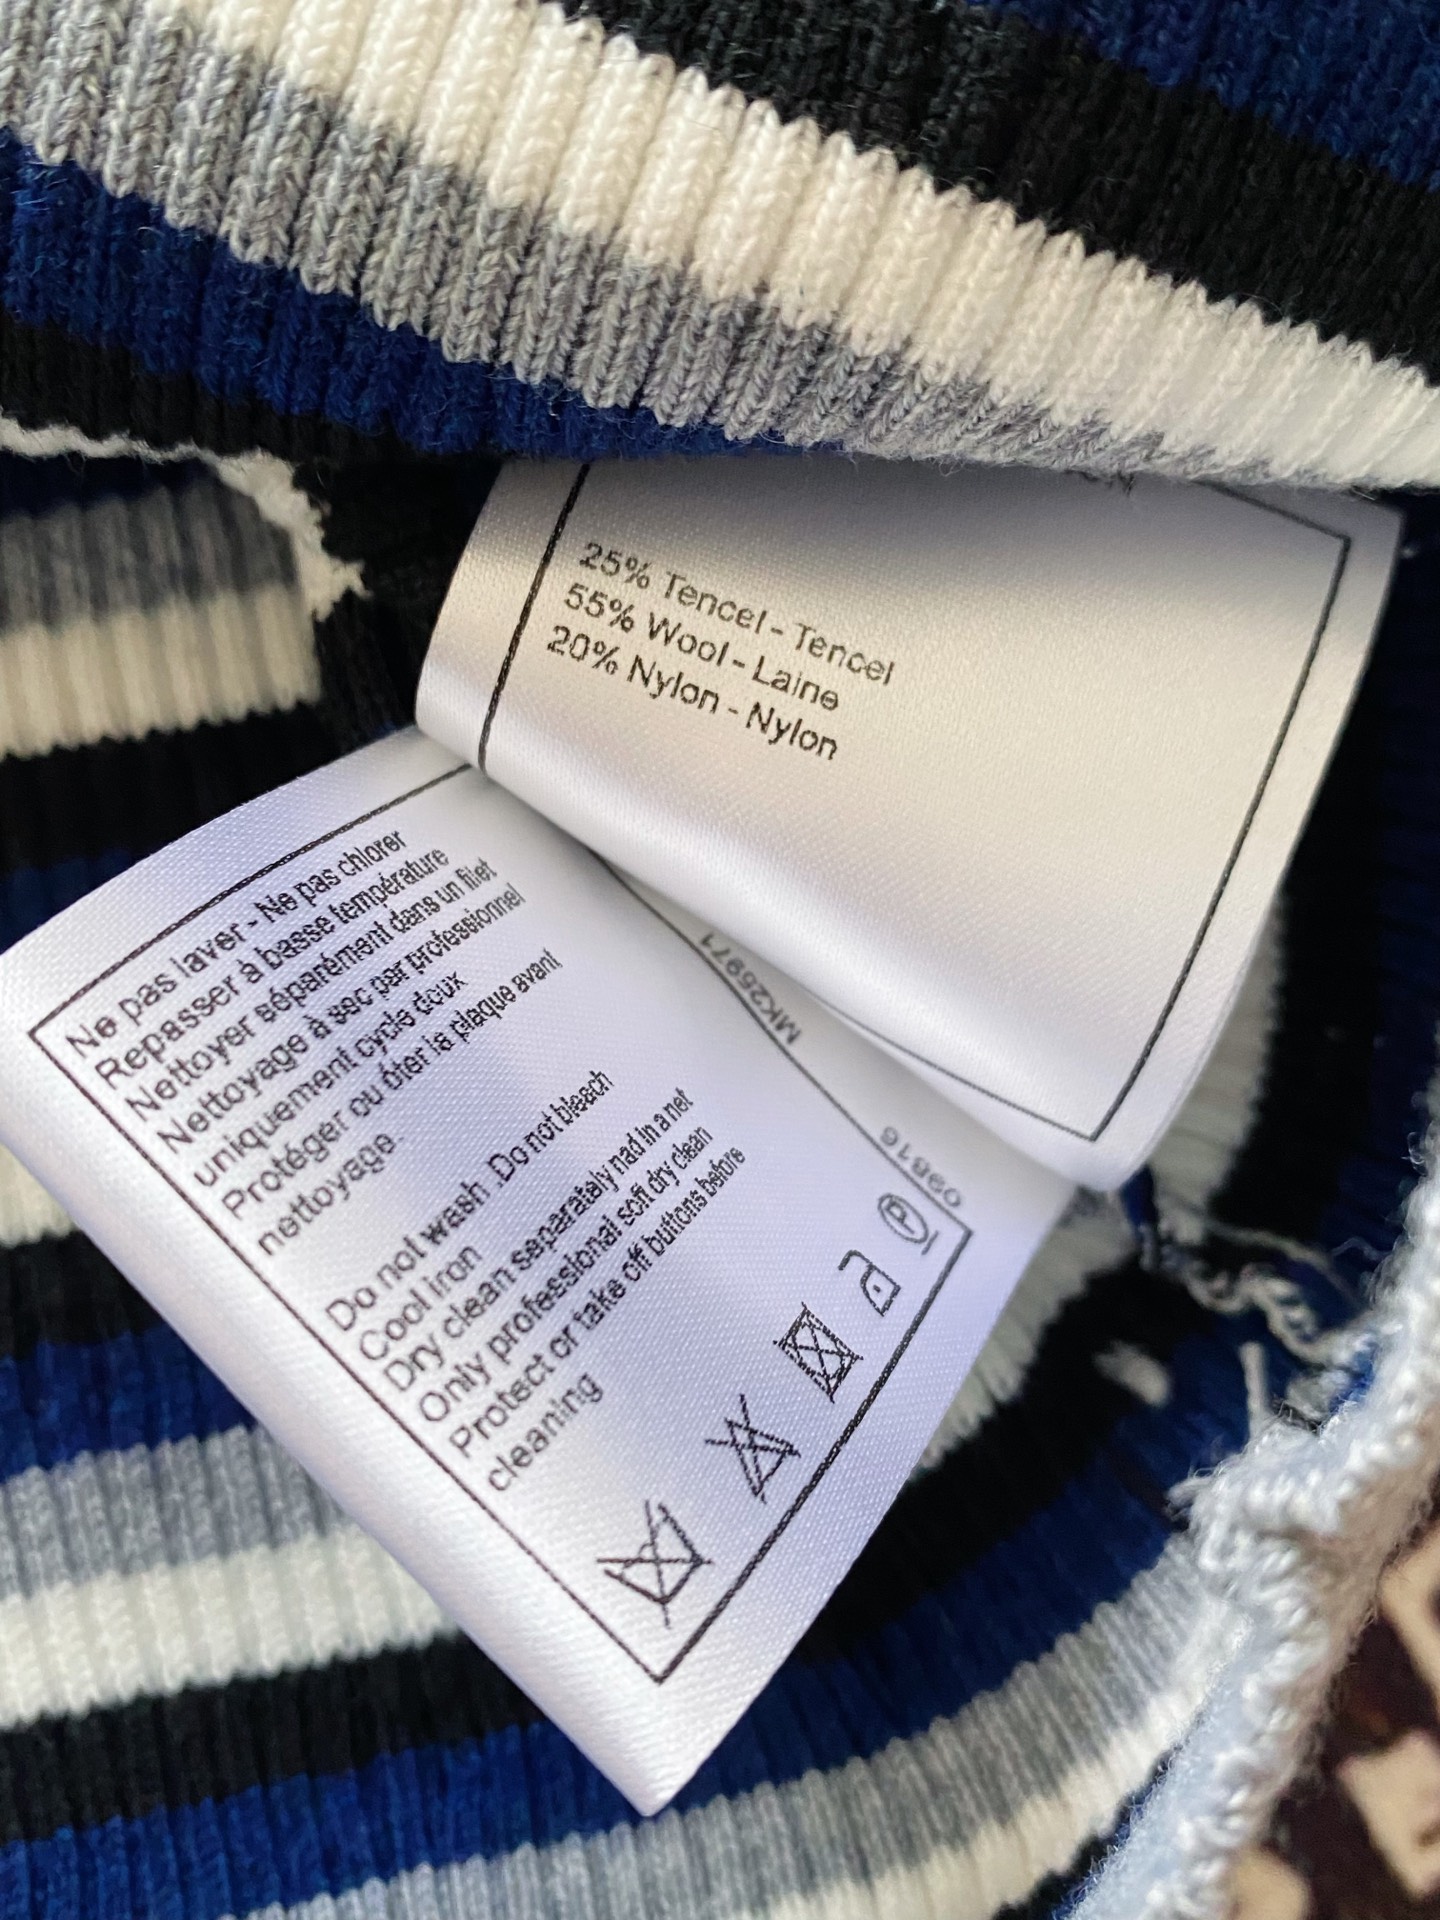 25% Tencel - Tencel
55% Wool - Laine
20% Nylon - Nylon
Ne pas laver - Ne pas chlorer
Repasser à basse température
Nettoyer séparément dans un filet
Nettoyage à sec par professionnel
uniquement cycle doux
Protéger ou ôter la plaque avant
nettoyage.
Do not wash .Do not bleach
Cool iron
Dry clean separataly nad in a net
Only professional soft dry clean
Protect or take off buttons before
cleaning
P
MK25971
09B16